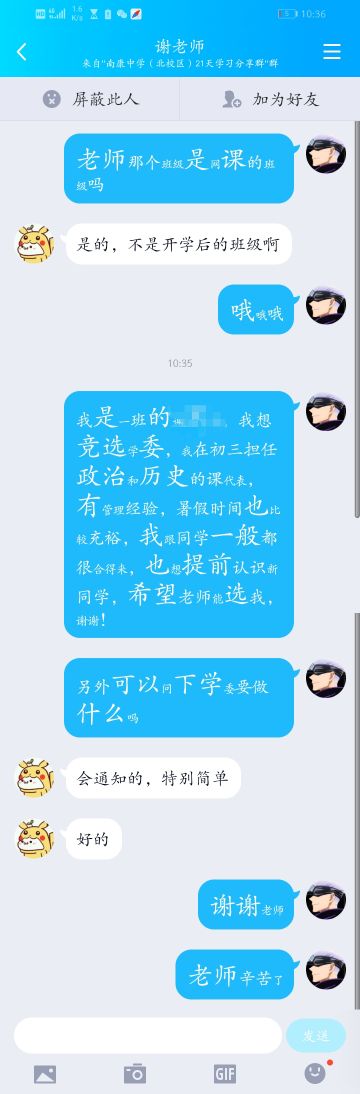 HD 4G 1.6 K/s 10:36
谢老师
来自"南康中学（北校区）21天学习分享群"群
屏蔽此人 加为好友
老师那个班级是网课的班
级吗
是的，不是开学后的班级啊
哦哦哦
10:35
我是一班的 我想
竞选学委，我在初三担任
政治和历史的课代表，
有管理经验，暑假时间也比
较充裕，我跟同学一般都
很合得来，也想提前认识新
同学，希望老师能选我，
谢谢！
另外可以问下学委要做
什么吗
会通知的，特别简单
好的
谢谢老师
老师辛苦了
发送
GIF